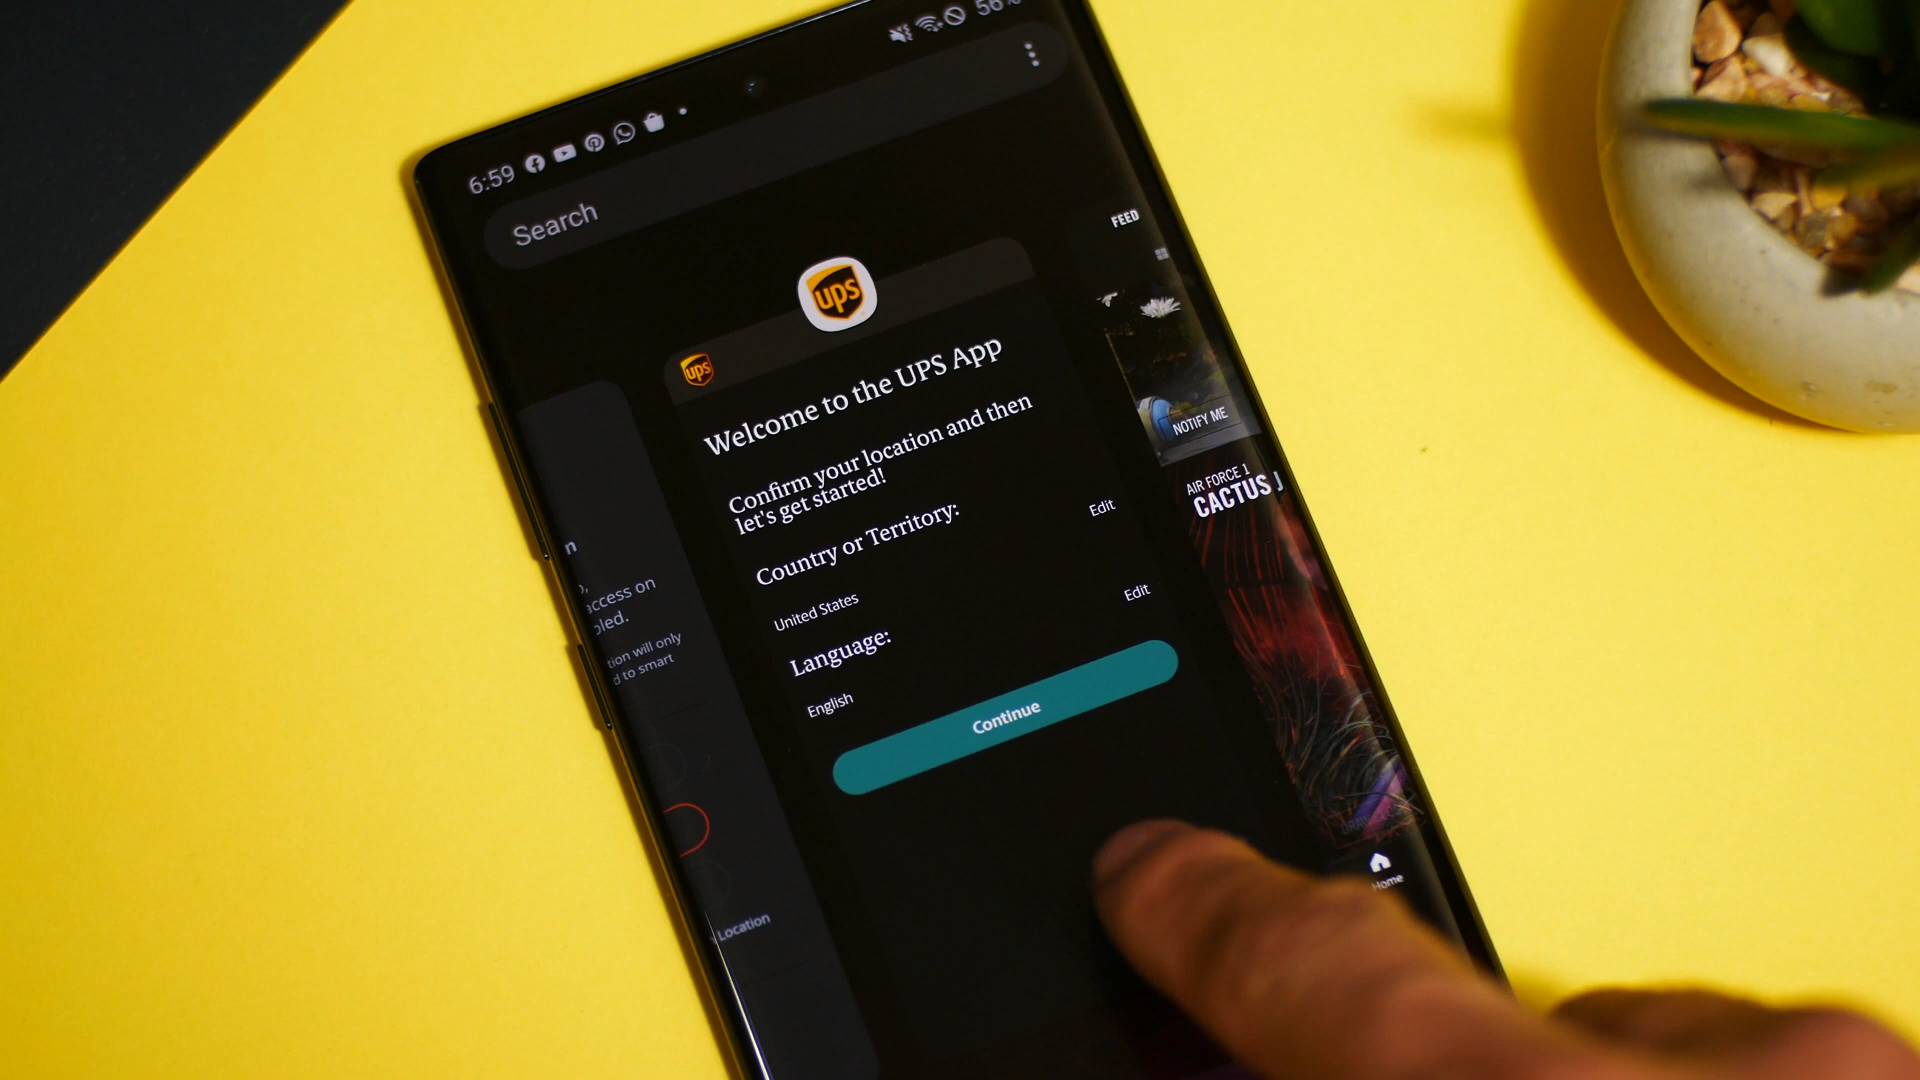 6:59
56%
Search
ups
ups
Welcome to the UPS App
Confirm your location and then
let's get started!
Country or Territory:
Edit
United States
Edit
Language:
English
Continue
access on
tion will only
d to smart
Location
FEED
NOTIFY ME
AIR FORCE 1
CACTUS J
Home